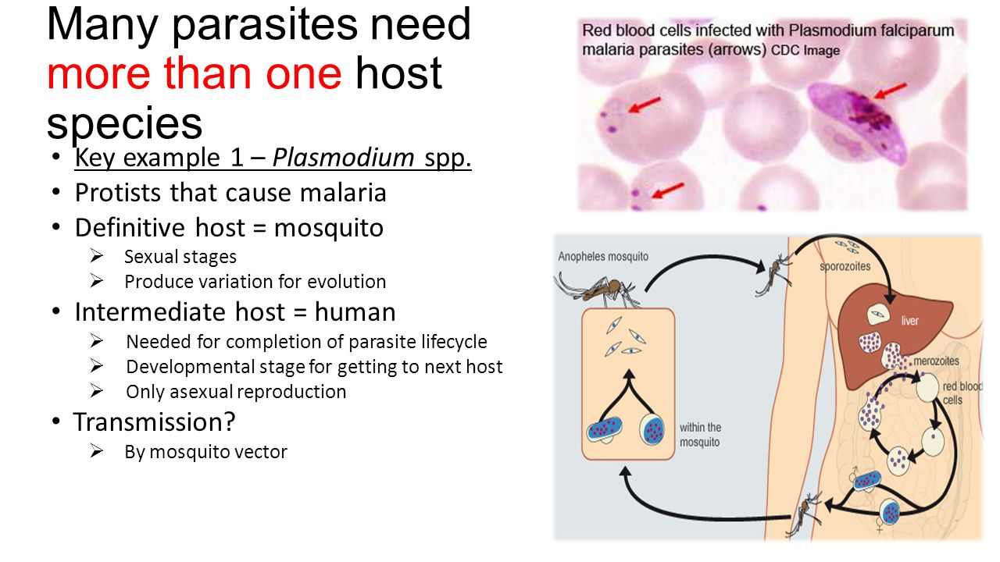 Many parasites need
more than one host
species
• Key example 1 – Plasmodium spp.
• Protists that cause malaria
• Definitive host = mosquito
➢ Sexual stages
➢ Produce variation for evolution
• Intermediate host = human
➢ Needed for completion of parasite lifecycle
➢ Developmental stage for getting to next host
➢ Only asexual reproduction
• Transmission?
➢ By mosquito vector
Red blood cells infected with Plasmodium falciparum
malaria parasites (arrows) CDC Image
Anopheles mosquito
sporozoites
liver
merozoites
red blood
cells
within the
mosquito
♂
♀